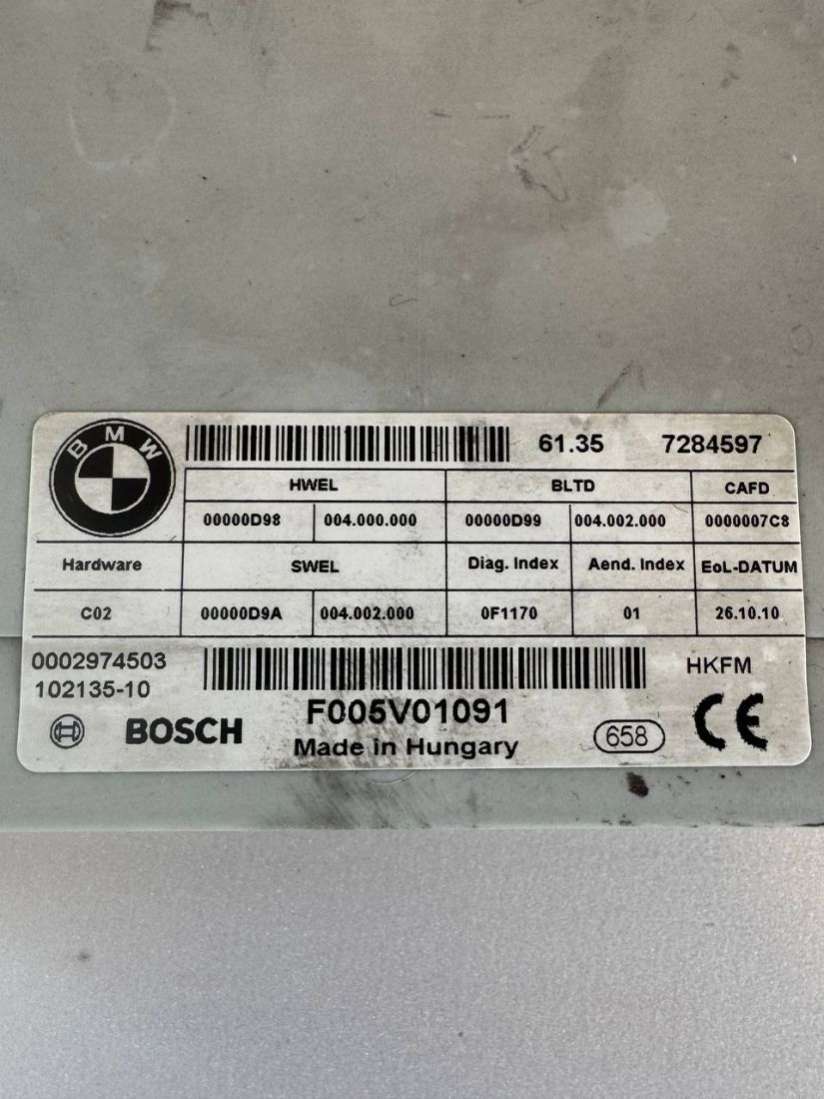 BMW
61.35 7284597
HWEL BLTD CAFD
00000D98 004.000.000 00000D99 004.002.000 0000007C8
Hardware SWEL Diag. Index Aend. Index EoL-DATUM
C02 00000D9A 004.002.000 0F1170 01 26.10.10
0002974503 HKFM
102135-10
BOSCH F005V01091 658 CE
Made in Hungary